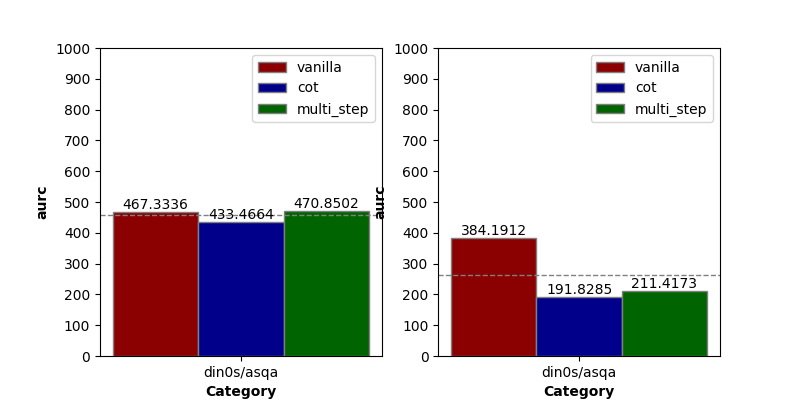 1000
900
800
700
600
500
400
300
200
100
0
aurc
vanilla
cot
multi_step
467.3336
433.4664
470.8502
din0s/asqa
Category
1000
900
800
700
600
500
400
300
200
100
0
aurc
vanilla
cot
multi_step
384.1912
191.8285
211.4173
din0s/asqa
Category